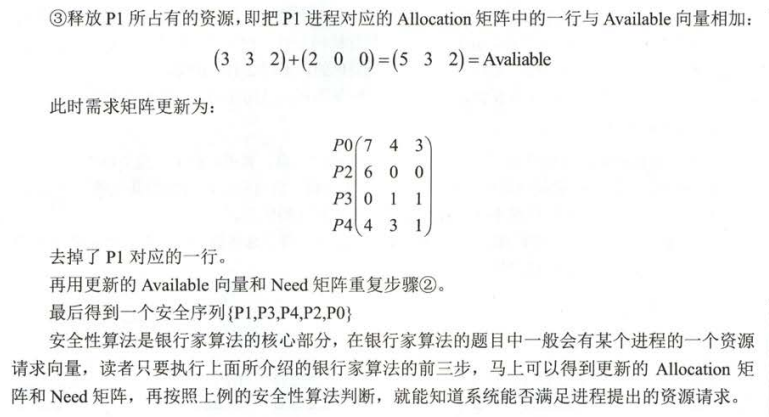 ③释放 P1 所占有的资源,即把 P1 进程对应的 Allocation 矩阵中的一行与 Available 向量相加:
(3 3 2)+(2 0 0)=(5 3 2)=Avaliable
此时需求矩阵更新为:
P0 7 4 3
P2 6 0 0
P3 0 1 1
P4 4 3 1
去掉了 P1 对应的一行。
再用更新的 Available 向量和 Need 矩阵重复步骤②。
最后得到一个安全序列{P1,P3,P4,P2,P0}
安全性算法是银行家算法的核心部分,在银行家算法的题目中一般会有某个进程的一个资源
请求向量,读者只要执行上面所介绍的银行家算法的前三步,马上可以得到更新的 Allocation 矩
阵和 Need 矩阵,再按照上例的安全性算法判断,就能知道系统能否满足进程提出的资源请求。